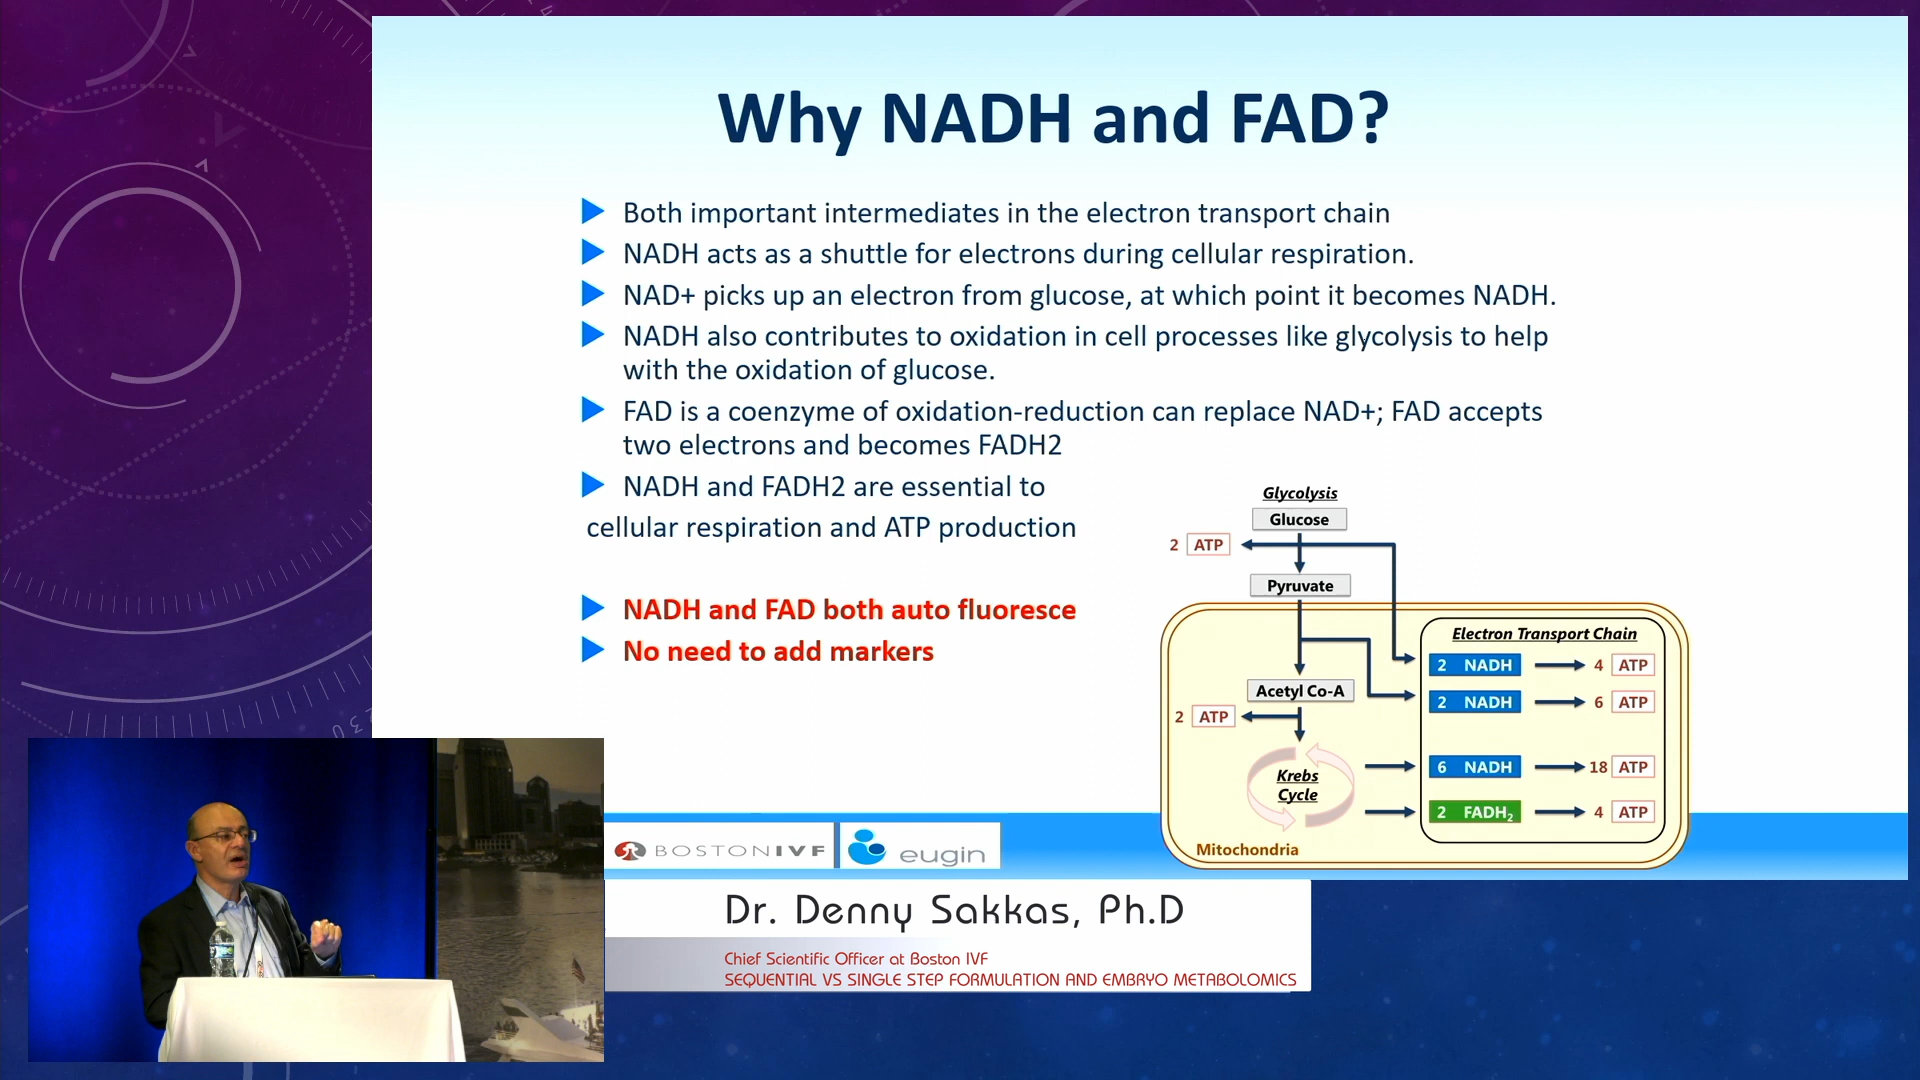 Why NADH and FAD?
Both important intermediates in the electron transport chain
NADH acts as a shuttle for electrons during cellular respiration.
NAD+ picks up an electron from glucose, at which point it becomes NADH.
NADH also contributes to oxidation in cell processes like glycolysis to help
with the oxidation of glucose.
FAD is a coenzyme of oxidation-reduction can replace NAD+; FAD accepts
two electrons and becomes FADH2
NADH and FADH2 are essential to
cellular respiration and ATP production
NADH and FAD both auto fluoresce
No need to add markers
Glycolysis
Glucose
2 ATP
Pyruvate
Electron Transport Chain
2 NADH 4 ATP
2 NADH 6 ATP
Acetyl Co-A
2 ATP
Krebs
Cycle
6 NADH 18 ATP
2 FADH₂ 4 ATP
Mitochondria
BOSTONIVF
eugin
Dr. Denny Sakkas, Ph.D
Chief Scientific Officer at Boston IVF
SEQUENTIAL VS SINGLE STEP FORMULATION AND EMBRYO METABOLOMICS
230